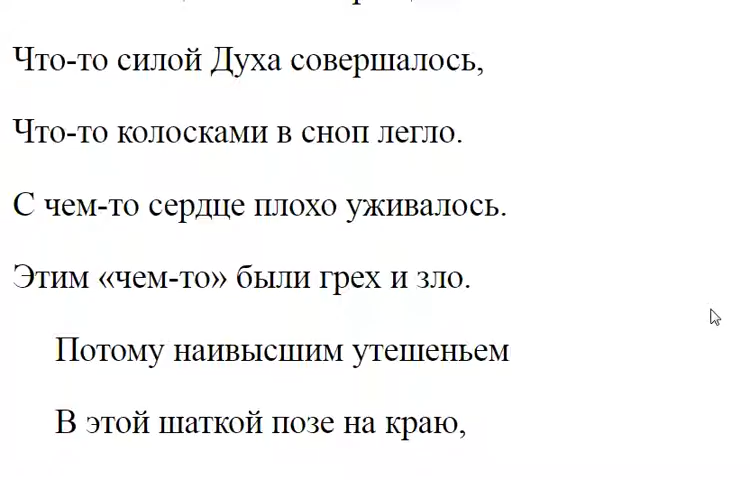 Что-то силой Духа совершалось,
Что-то колосками в сноп легло.
С чем-то сердце плохо уживалось.
Этим «чем-то» были грех и зло.
Потому наивысшим утешеньем
В этой шаткой позе на краю,